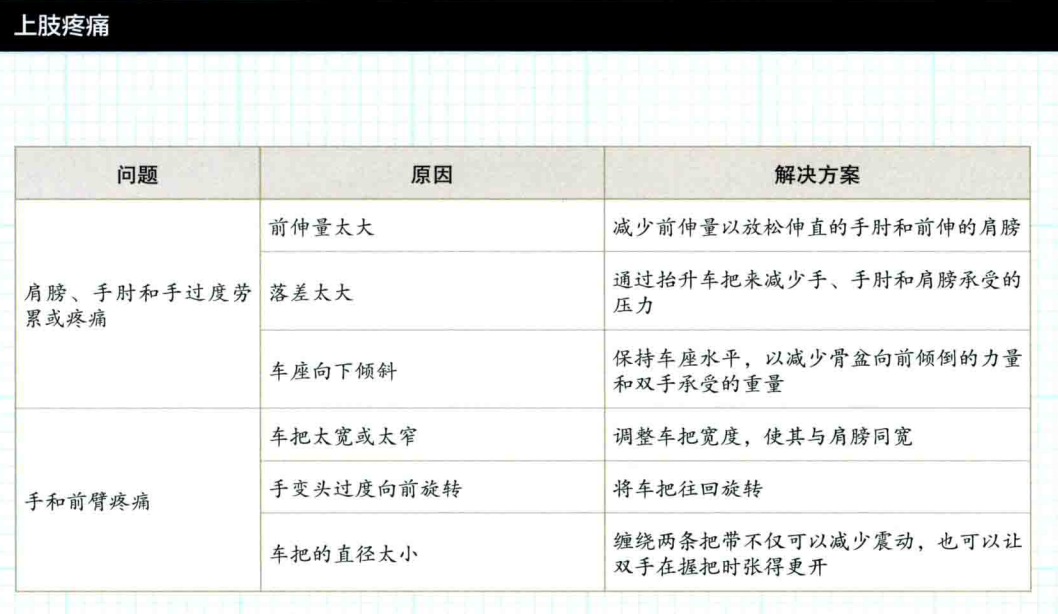 上肢疼痛
问题
原因
解决方案
肩膀、手肘和手过度劳
累或疼痛
前伸量太大
减少前伸量以放松伸直的手肘和前伸的肩膀
落差太大
通过抬升车把来减少手、手肘和肩膀承受的
压力
车座向下倾斜
保持车座水平，以减少骨盆向前倾倒的力量
和双手承受的重量
手和前臂疼痛
车把太宽或太窄
调整车把宽度，使其与肩膀同宽
手变头过度向前旋转
将车把往回旋转
车把的直径太小
缠绕两条把带不仅可以减少震动，也可以让
双手在握把时张得更开